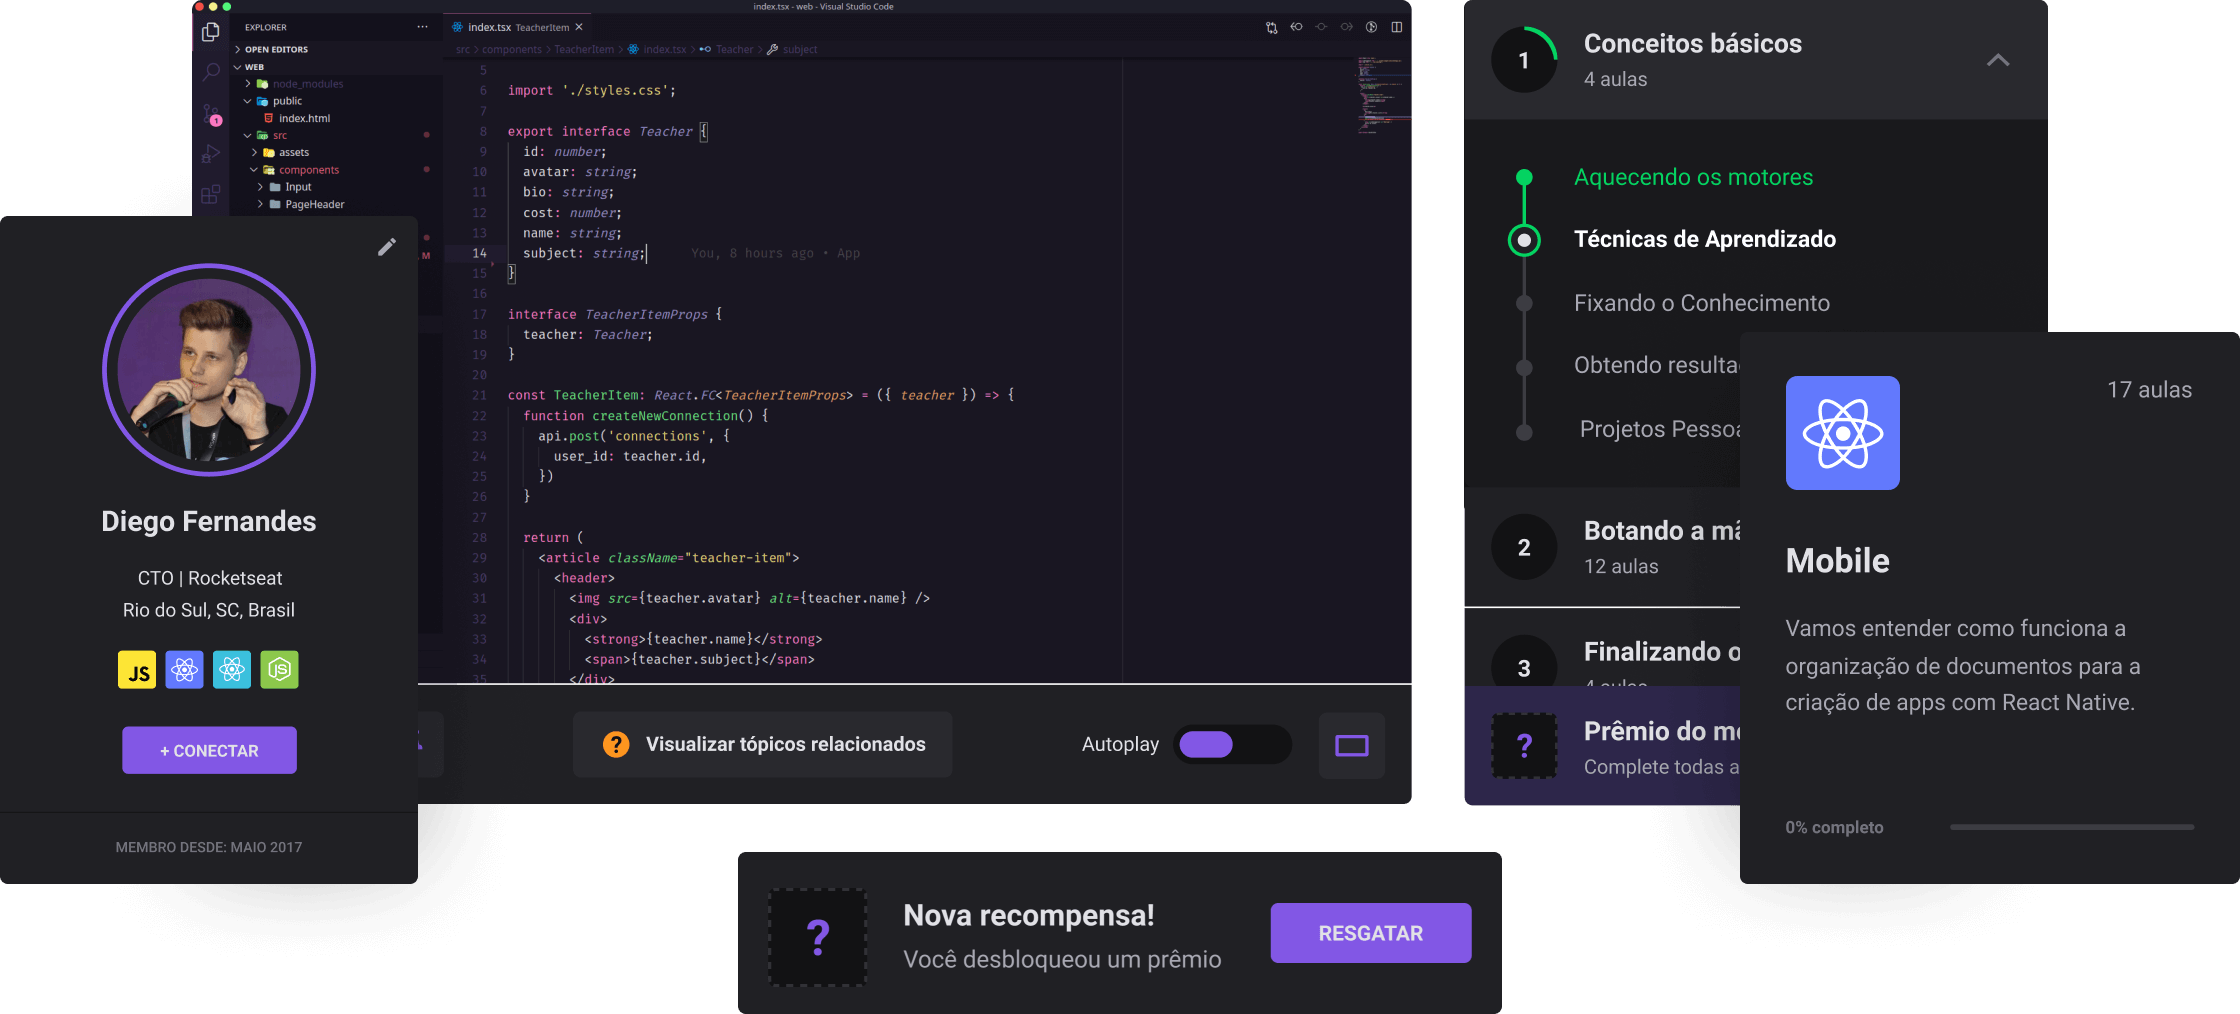 index.tsx - web - Visual Studio Code
EXPLORER
OPEN EDITORS
WEB
node_modules
public
index.html
src
assets
components
Input
PageHeader
M
1
index.tsx TeacherItem
src > components > TeacherItem > index.tsx > Teacher > subject
5
6 import './styles.css';
7
8 export interface Teacher {
9 id: number;
10 avatar: string;
11 bio: string;
12 cost: number;
13 name: string;
14 subject: string; You, 8 hours ago • App
15 }
16
17 interface TeacherItemProps {
18 teacher: Teacher;
19 }
20
21 const TeacherItem: React.FC<TeacherItemProps> = ({ teacher }) => {
22 function createNewConnection() {
23 api.post('connections', {
24 user_id: teacher.id,
25 })
26 }
27
28 return (
29 <article className="teacher-item">
30 <header>
31 <img src={teacher.avatar} alt={teacher.name} />
32 <div>
33 <strong>{teacher.name}</strong>
34 <span>{teacher.subject}</span>
35 </div>
? Visualizar tópicos relacionados
Autoplay
Diego Fernandes
CTO | Rocketseat
Rio do Sul, SC, Brasil
JS
JS
+ CONECTAR
MEMBRO DESDE: MAIO 2017
1 Conceitos básicos
4 aulas
Aquecendo os motores
Técnicas de Aprendizado
Fixando o Conhecimento
Obtendo resulta
Projetos Pesso
2 Botando a m
12 aulas
3 Finalizando o
4 aulas
? Prêmio do m
Complete todas a
17 aulas
Mobile
Vamos entender como funciona a
organização de documentos para a
criação de apps com React Native.
0% completo
? Nova recompensa!
Você desbloqueou um prêmio
RESGATAR